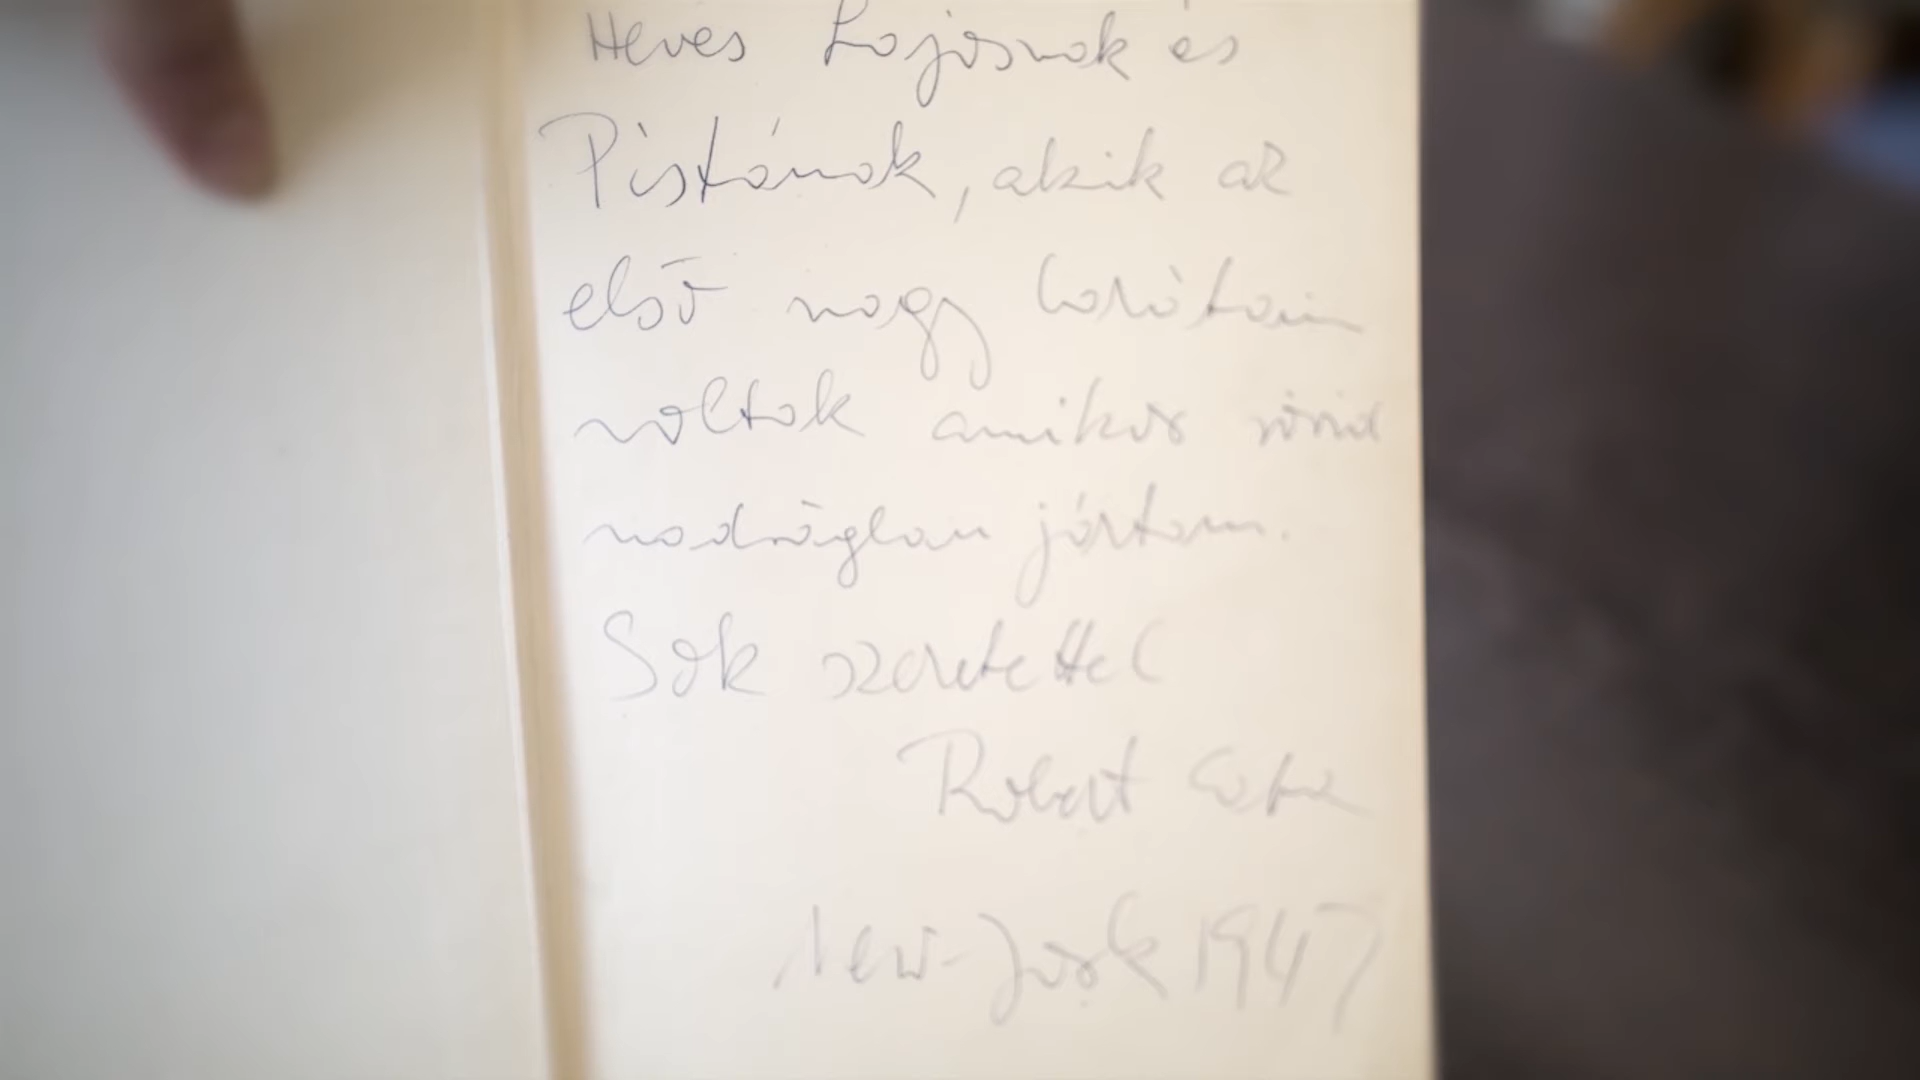 Heves Lajosnak és
Pistának, akik az
első nagy barátaim
voltak amikor rövid
nadrágban jártam.
Sok szeretettel
Robert
New-York 1947